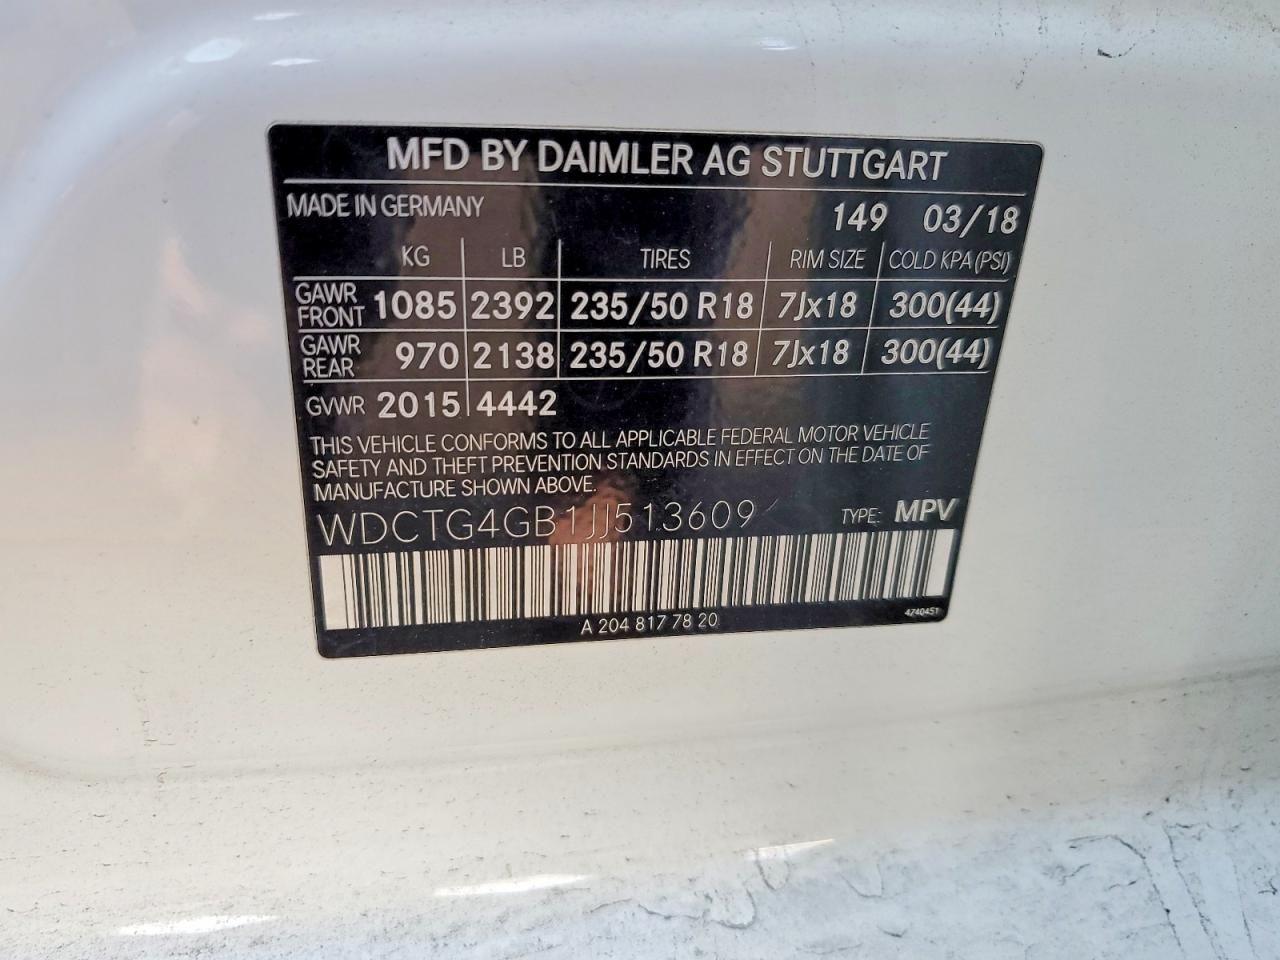 MFD BY DAIMLER AG STUTTGART
MADE IN GERMANY 149 03/18
KG LB TIRES RIM SIZE COLD KPA (PSI)
GAWR FRONT 1085 2392 235/50 R18 7Jx18 300(44)
GAWR REAR 970 2138 235/50 R18 7Jx18 300(44)
GVWR 2015 4442
THIS VEHICLE CONFORMS TO ALL APPLICABLE FEDERAL MOTOR VEHICLE
SAFETY AND THEFT PREVENTION STANDARDS IN EFFECT ON THE DATE OF
MANUFACTURE SHOWN ABOVE.
WDCTG4GB1JJ513609 TYPE: MPV
A 204 817 78 20 4740451